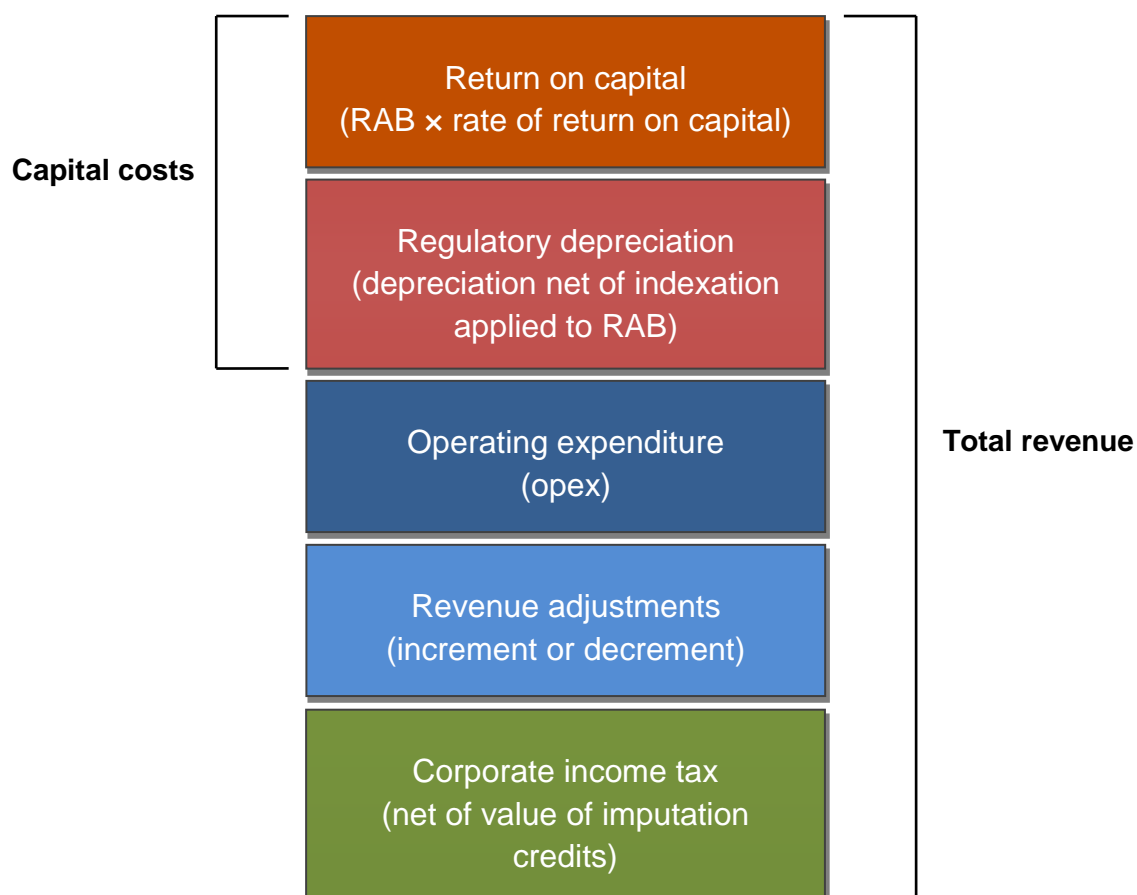 Return on capital
(RAB × rate of return on capital)
Capital costs
Regulatory depreciation
(depreciation net of indexation
applied to RAB)
Operating expenditure
(opex)
Total revenue
Revenue adjustments
(increment or decrement)
Corporate income tax
(net of value of imputation
credits)